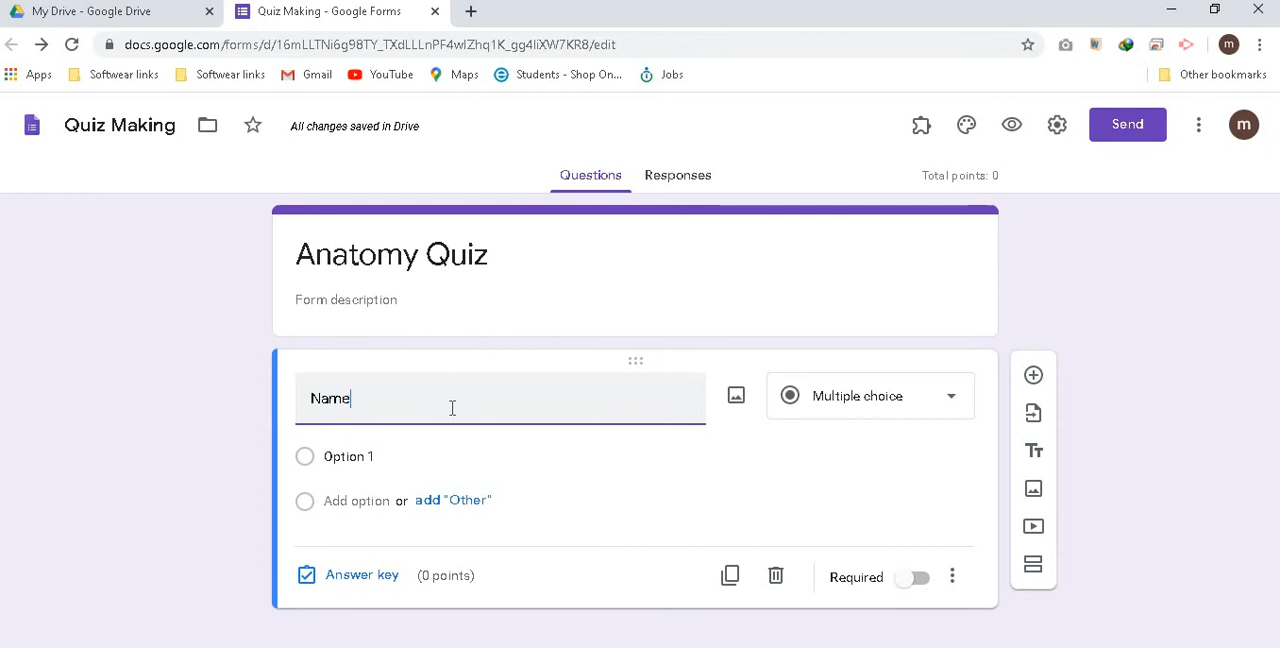 My Drive - Google Drive
Quiz Making - Google Forms
docs.google.com/forms/d/16mLLTNi6g98TY_TXdLLLnPF4wlZhq1K_gg4liXW7KR8/edit
m
Apps
Softwear links
Softwear links
Gmail
YouTube
Maps
Students - Shop On...
Jobs
Other bookmarks
Quiz Making
All changes saved in Drive
Send
m
Questions
Responses
Total points: 0
Anatomy Quiz
Form description
Name
Multiple choice
Option 1
Add option or add "Other"
Tт
Answer key (0 points)
Required